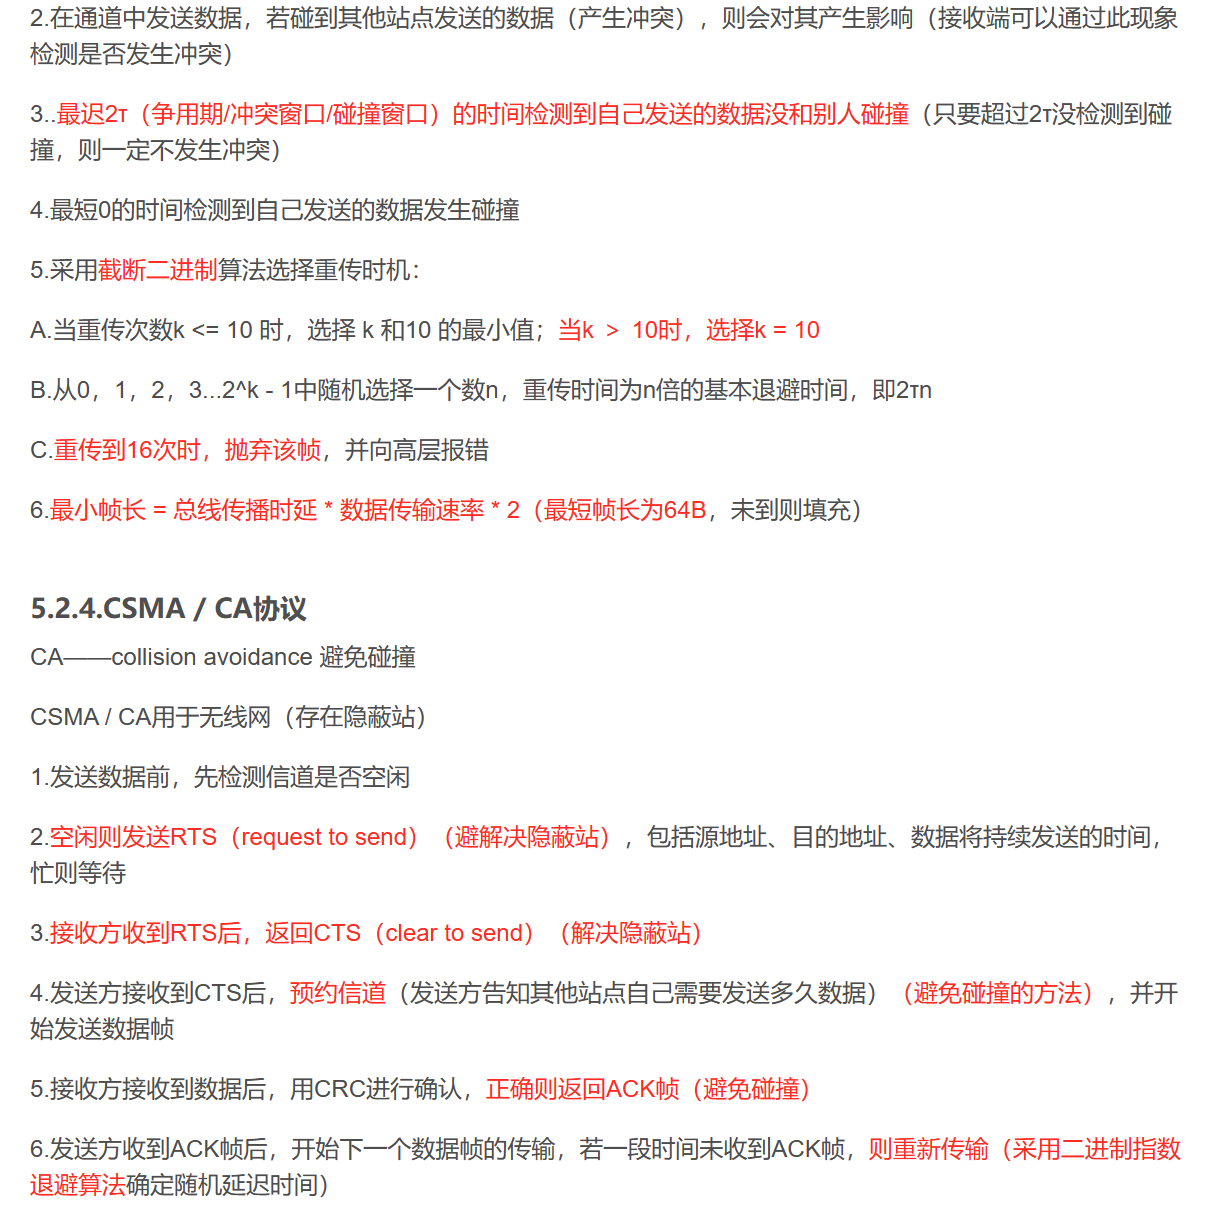 2.在通道中发送数据，若碰到其他站点发送的数据（产生冲突），则会对其产生影响（接收端可以通过此现象
检测是否发生冲突）
3..最迟2τ（争用期/冲突窗口/碰撞窗口）的时间检测到自己发送的数据没和别人碰撞（只要超过2τ没检测到碰
撞，则一定不发生冲突）
4.最短0的时间检测到自己发送的数据发生碰撞
5.采用截断二进制算法选择重传时机：
A.当重传次数k <= 10 时，选择 k 和10 的最小值；当k ＞ 10时，选择k = 10
B.从0，1，2，3...2^k - 1中随机选择一个数n，重传时间为n倍的基本退避时间，即2τn
C.重传到16次时，抛弃该帧，并向高层报错
6.最小帧长 = 总线传播时延 * 数据传输速率 * 2（最短帧长为64B，未到则填充）
5.2.4.CSMA / CA协议
CA——collision avoidance 避免碰撞
CSMA / CA用于无线网（存在隐蔽站）
1.发送数据前，先检测信道是否空闲
2.空闲则发送RTS（request to send）（避解决隐蔽站），包括源地址、目的地址、数据将持续发送的时间，
忙则等待
3.接收方收到RTS后，返回CTS（clear to send）（解决隐蔽站）
4.发送方接收到CTS后，预约信道（发送方告知其他站点自己需要发送多久数据）（避免碰撞的方法），并开
始发送数据帧
5.接收方接收到数据后，用CRC进行确认，正确则返回ACK帧（避免碰撞）
6.发送方收到ACK帧后，开始下一个数据帧的传输，若一段时间未收到ACK帧，则重新传输（采用二进制指数
退避算法确定随机延迟时间）